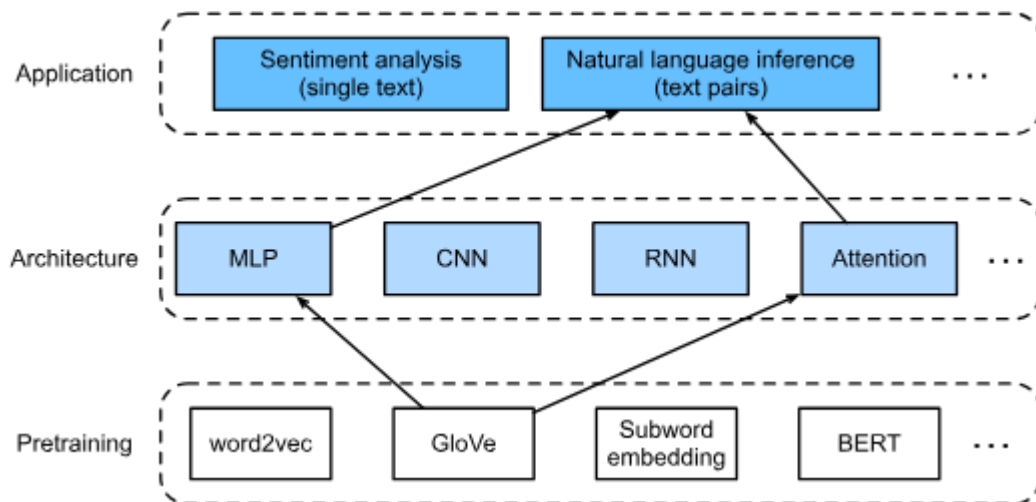 Application
Sentiment analysis
(single text)
Natural language inference
(text pairs)
...
Architecture
MLP
CNN
RNN
Attention
...
Pretraining
word2vec
GloVe
Subword
embedding
BERT
...